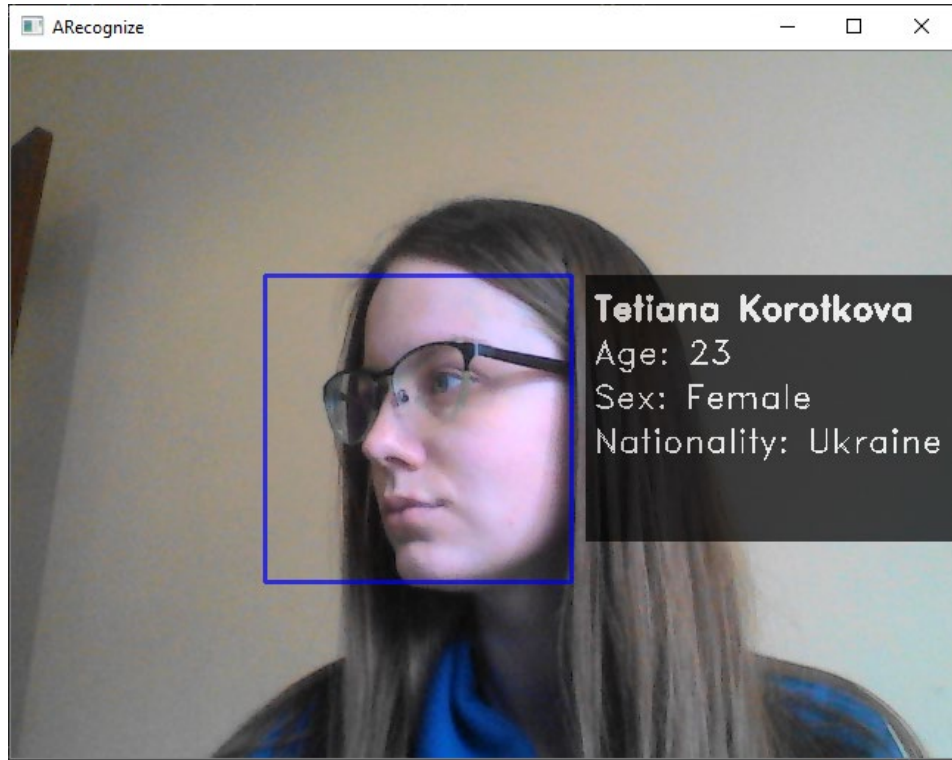 ARecognize
Tetiana Korotkova
Age: 23
Sex: Female
Nationality: Ukraine